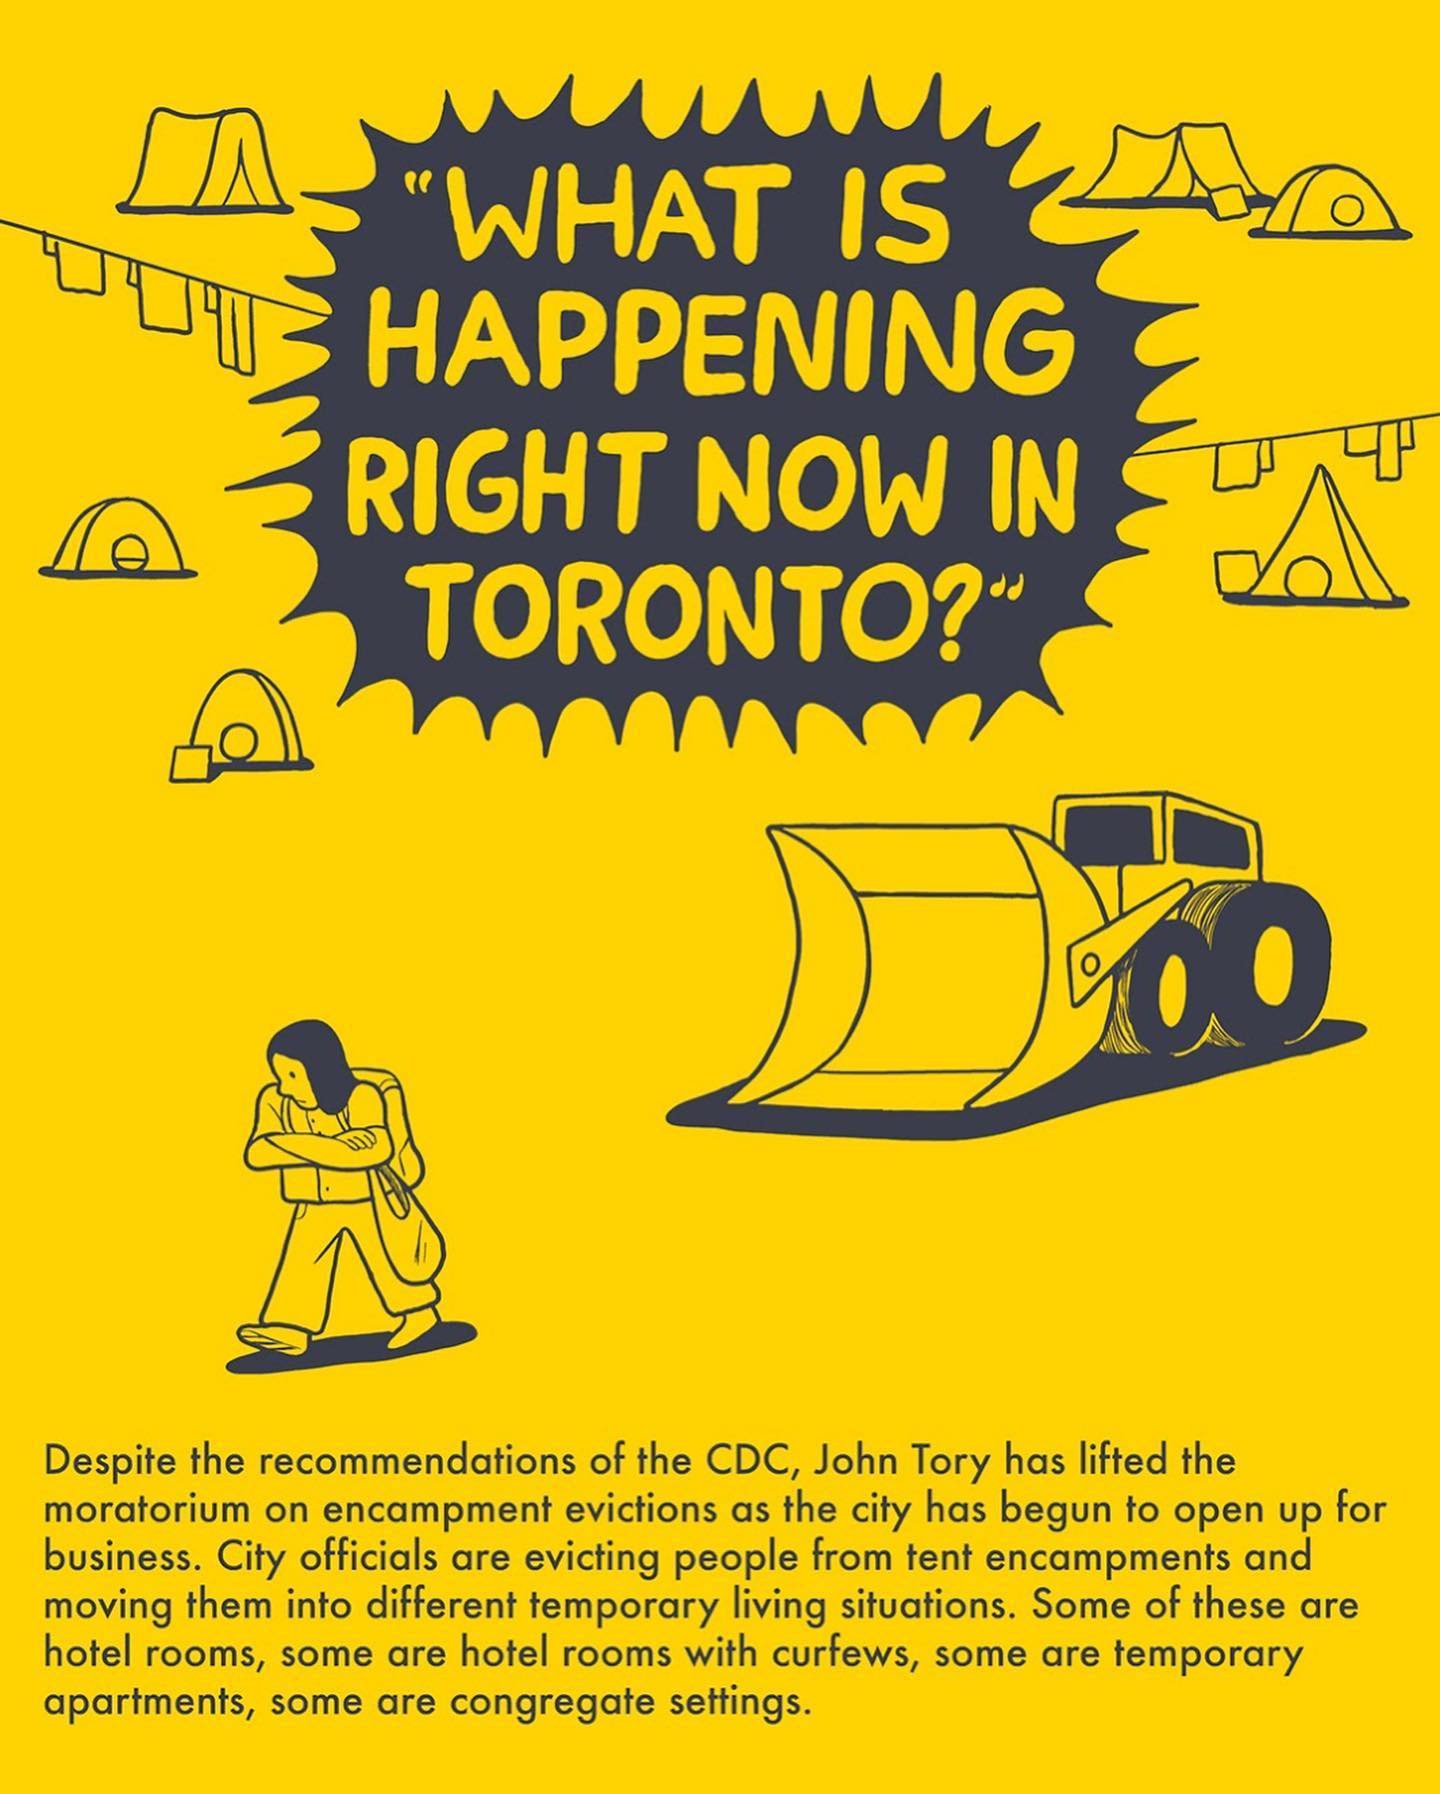 “WHAT IS
HAPPENING
RIGHT NOW IN
TORONTO?“
Despite the recommendations of the CDC, John Tory has lifted the
moratorium on encampment evictions as the city has begun to open up for
business. City officials are evicting people from tent encampments and
moving them into different temporary living situations. Some of these are
hotel rooms, some are hotel rooms with curfews, some are temporary
apartments, some are congregate settings.